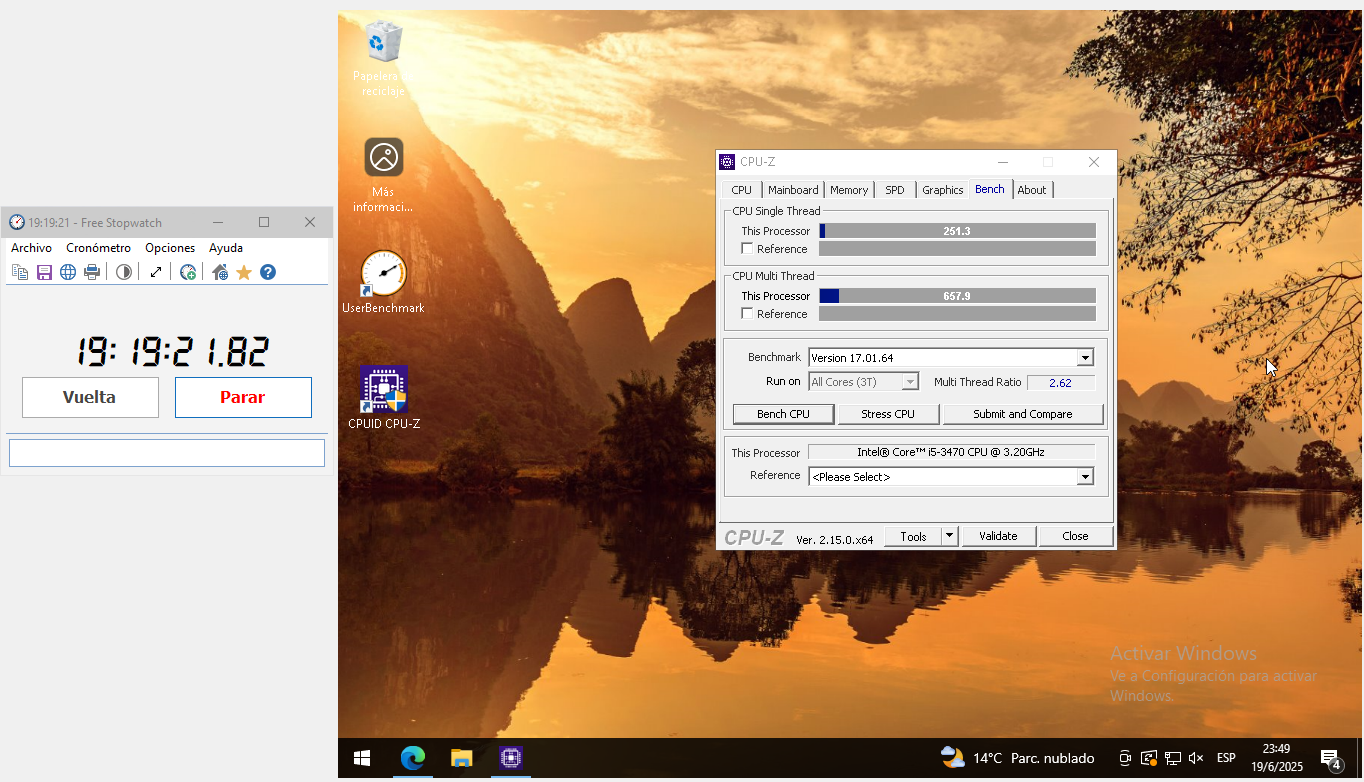 19:19:21 - Free Stopwatch
Archivo Cronómetro Opciones Ayuda
19:19:21.82
Vuelta Parar
Papelera de
reciclaje
Más
informaci...
UserBenchmark
CPUID CPU-Z
CPU-Z
CPU Mainboard Memory SPD Graphics Bench About
CPU Single Thread
This Processor 251.3
Reference
CPU Multi Thread
This Processor 657.9
Reference
Benchmark Version 17.01.64
Run on All Cores (3T) Multi Thread Ratio 2.62
Bench CPU Stress CPU Submit and Compare
This Processor Intel® Core™ i5-3470 CPU @ 3.20GHz
Reference <Please Select>
CPU-Z Ver. 2.15.0.x64 Tools Validate Close
Activar Windows
Ve a Configuración para activar
Windows.
14°C Parc. nublado ESP 23:49
19/6/2025 4